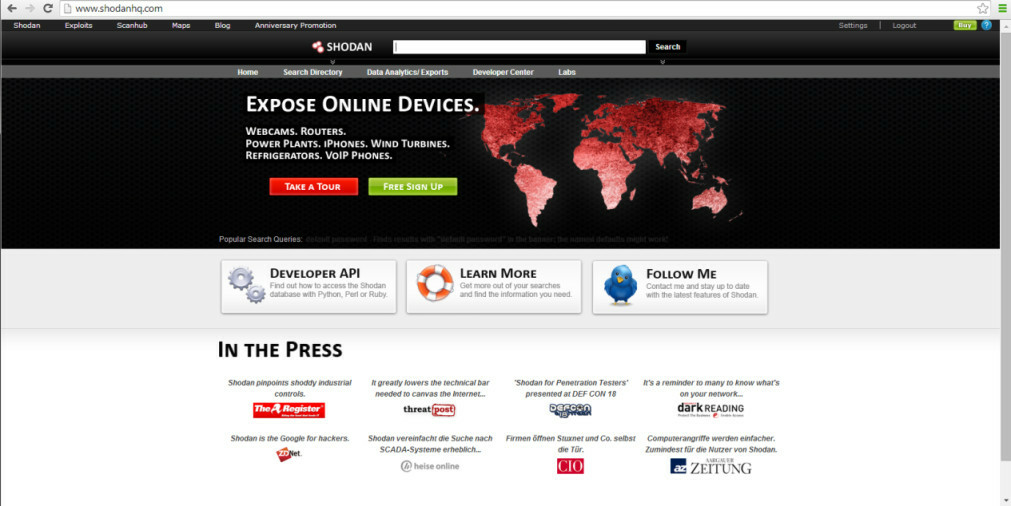 www.shodanhq.com
Shodan Exploits Scanhub Maps Blog Anniversary Promotion Settings | Logout Buy ?
SHODAN Search
Home Search Directory Data Analytics/Exports Developer Center Labs
EXPOSE ONLINE DEVICES.
WEBCAMS. ROUTERS.
POWER PLANTS. IPHONES. WIND TURBINES.
REFRIGERATORS. VOIP PHONES.
TAKE A TOUR FREE SIGN UP
Popular Search Queries:
DEVELOPER API
Find out how to access the Shodan
database with Python, Perl or Ruby.
LEARN MORE
Get more out of your searches
and find the information you need.
FOLLOW ME
Contact me and stay up to date
with the latest features of Shodan.
IN THE PRESS
Shodan pinpoints shoddy industrial
controls.
The Register
It greatly lowers the technical bar
needed to canvas the Internet...
threat post
'Shodan for Penetration Testers'
presented at DEF CON 18
DEFCON
It's a reminder to many to know what's
on your network...
dark READING
Shodan is the Google for hackers.
ZDNet.
Shodan vereinfacht die Suche nach
SCADA-Systeme erheblich...
heise online
Firmen öffnen Stuxnet und Co. selbst
die Tür.
CIO
Computerangriffe werden einfacher.
Zumindest für die Nutzer von Shodan.
az AARGAUER
ZEITUNG